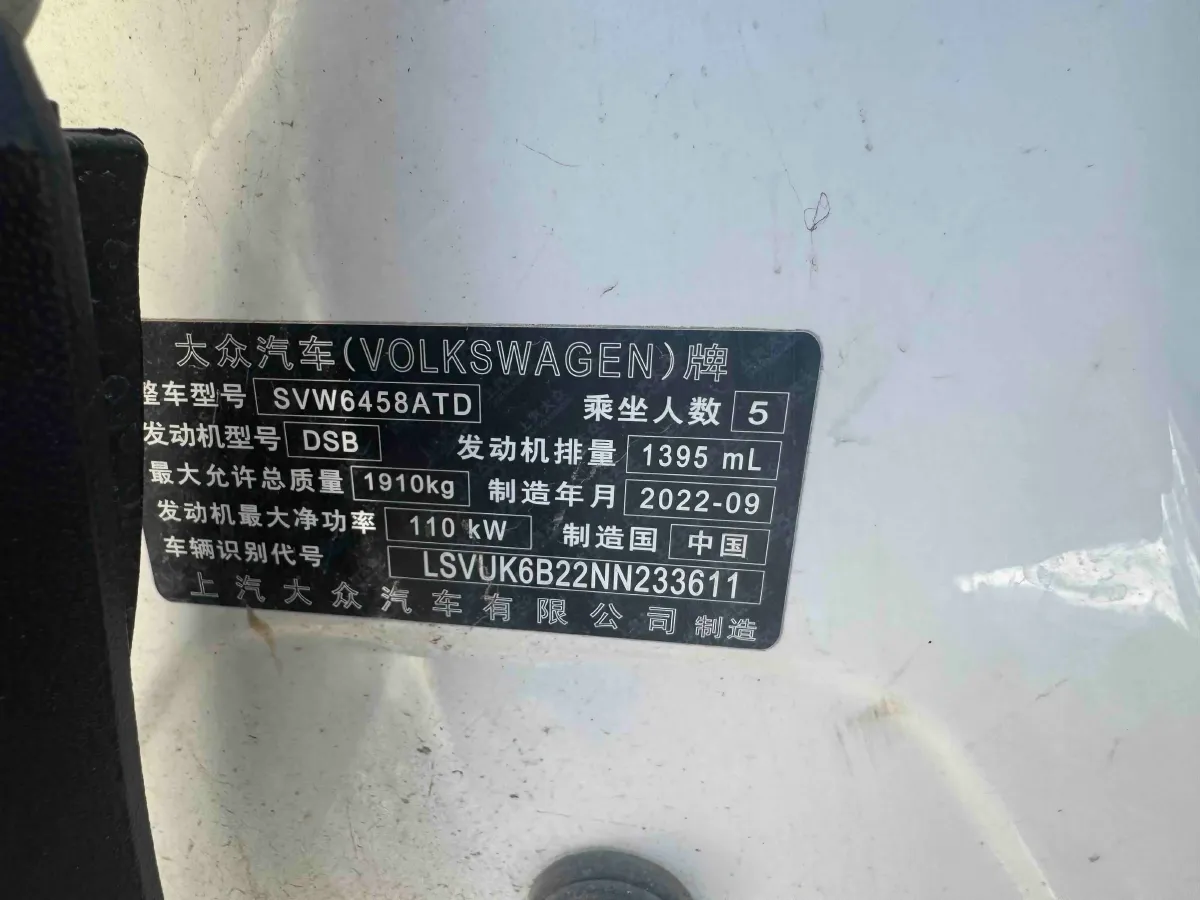 大众汽车(VOLKSWAGEN)牌
整车型号 SVW6458ATD 乘坐人数 5
发动机型号 DSB 发动机排量 1395 mL
最大允许总质量 1910kg 制造年月 2022-09
发动机最大净功率 110 kW 制造国 中国
车辆识别代号 LSVUK6B22NN233611
上汽大众汽车有限公司 制造